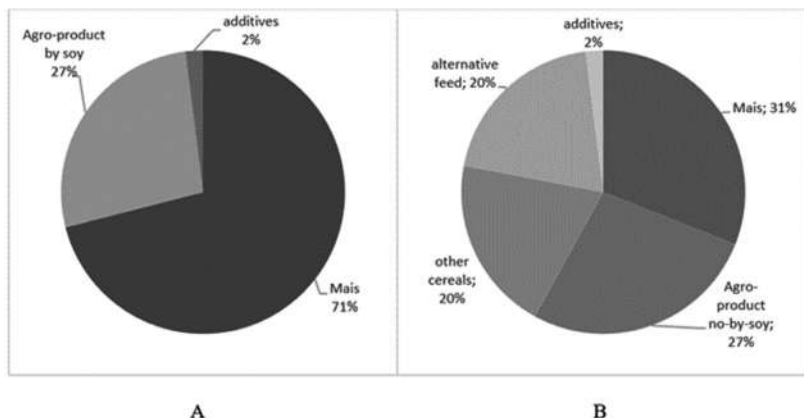 Agro-product
by soy
27%
additives
2%
Mais
71%
additives;
2%
alternative
feed; 20%
Mais; 31%
other
cereals;
20%
Agro-
product
no-by-soy;
27%
A
B